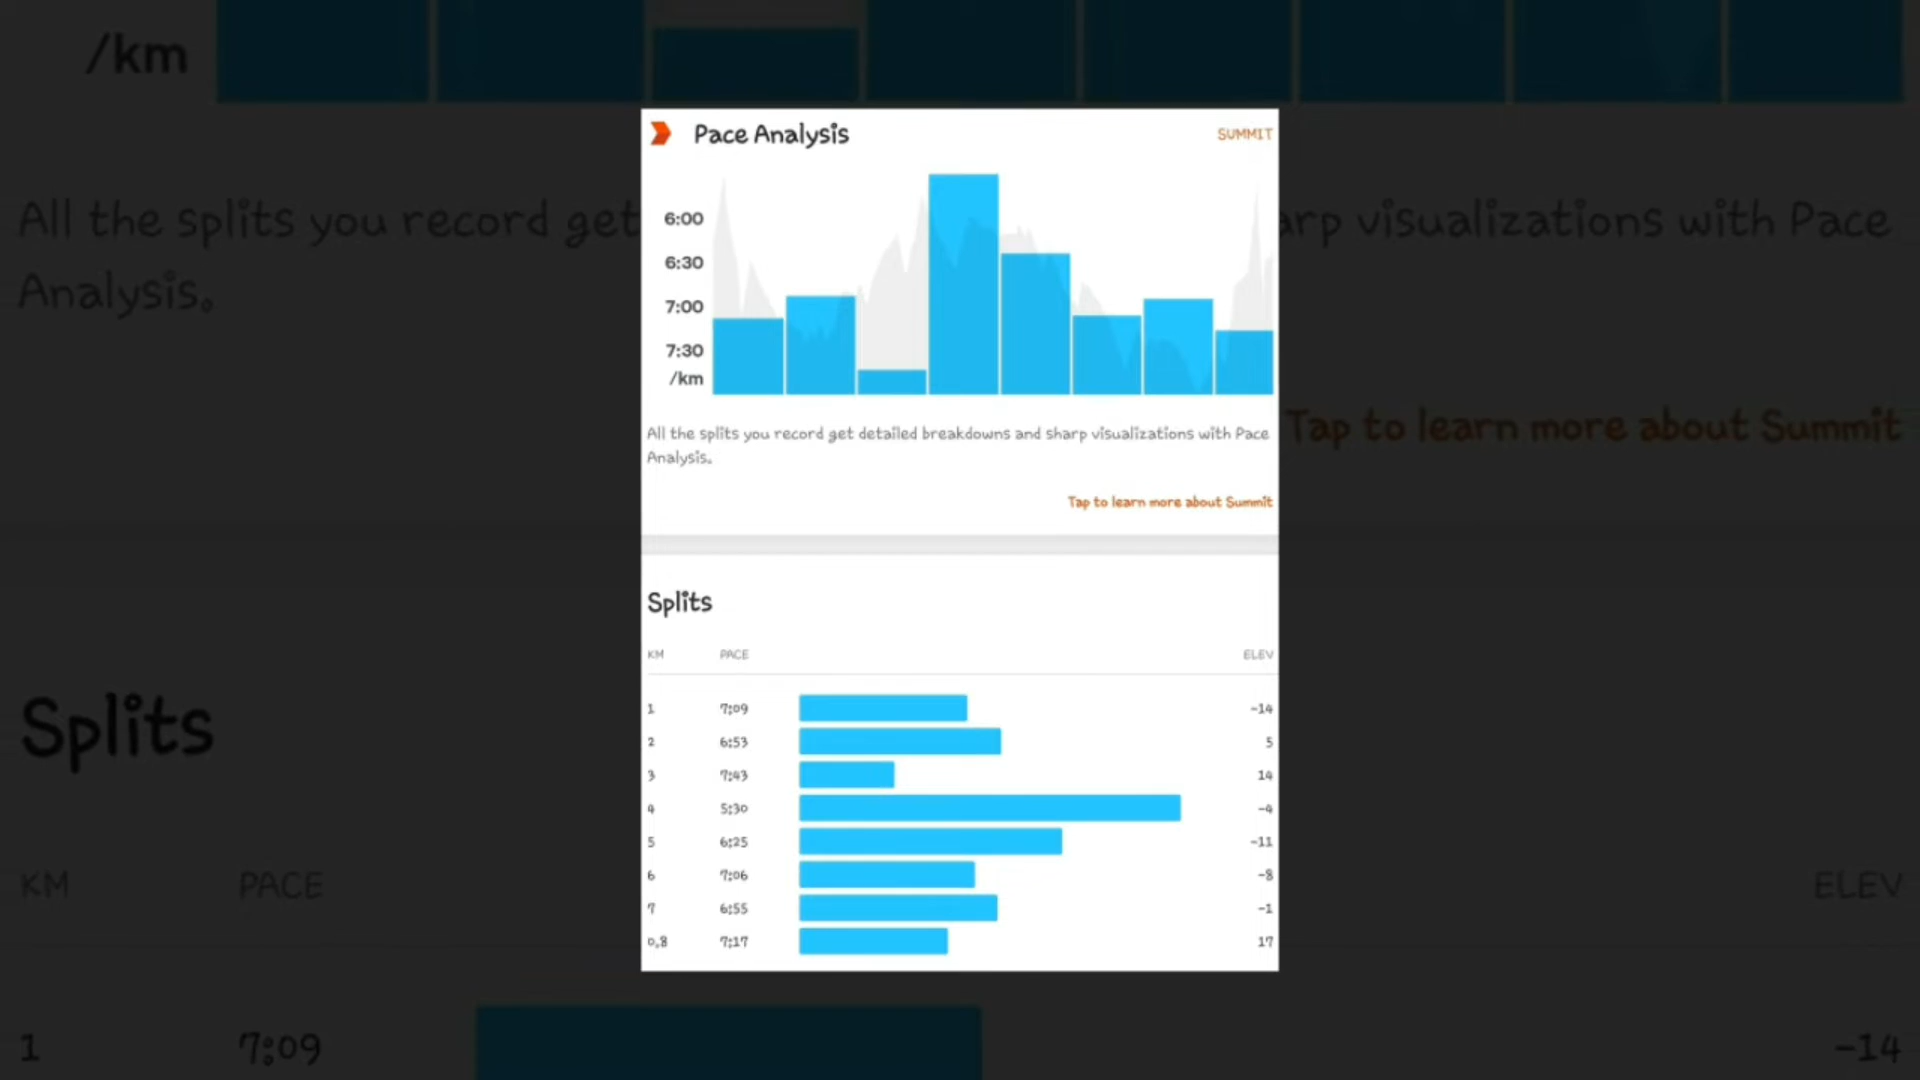 /km
All the splits you record get
arp visualizations with Pace
Analysis.
Tap to learn more about Summit
Splits
KM PACE ELEV
1 7:09 -14
Pace Analysis SUMMIT
6:00
6:30
7:00
7:30
/km
All the splits you record get detailed breakdowns and sharp visualizations with Pace
Analysis.
Tap to learn more about Summit
Splits
KM PACE ELEV
1 7:09 -14
2 6:53 5
3 7:43 14
4 5:30 -4
5 6:25 -11
6 7:06 -8
7 6:55 -1
0,8 7:17 17